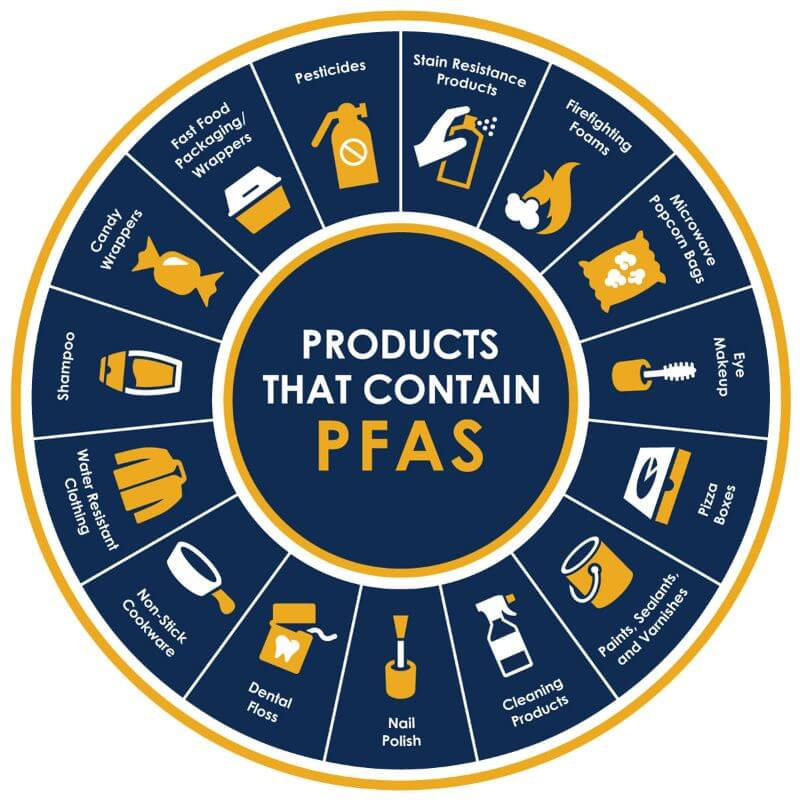 PRODUCTS
THAT CONTAIN
PFAS
Stain Resistance
Products
Firefighting
Foams
Microwave
Popcorn Bags
Eye
Makeup
Pizza
Boxes
Paints, Sealants,
and Varnishes
Cleaning
Products
Nail
Polish
Dental
Floss
Non-Stick
Cookware
Water Resistant
Clothing
Shampoo
Candy
Wrappers
Fast Food
Packaging/
Wrappers
Pesticides